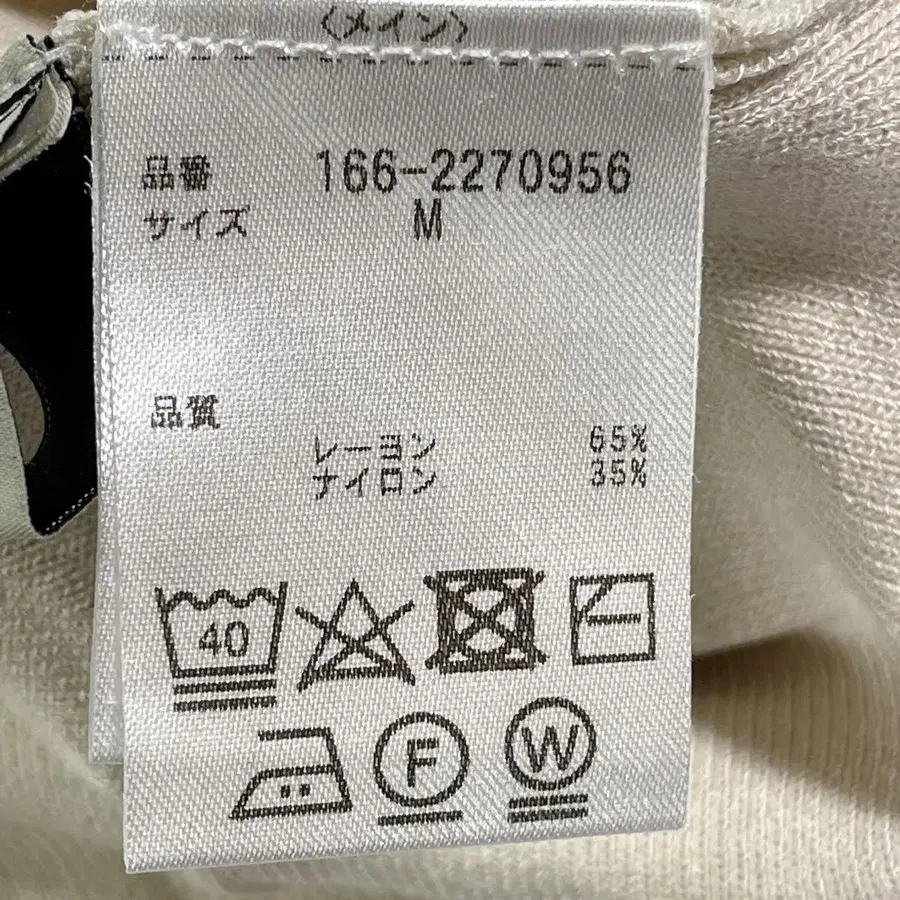 〈メイン〉
品番 166-2270956
サイズ M
品質
レーヨン 65%
ナイロン 35%
40
F W